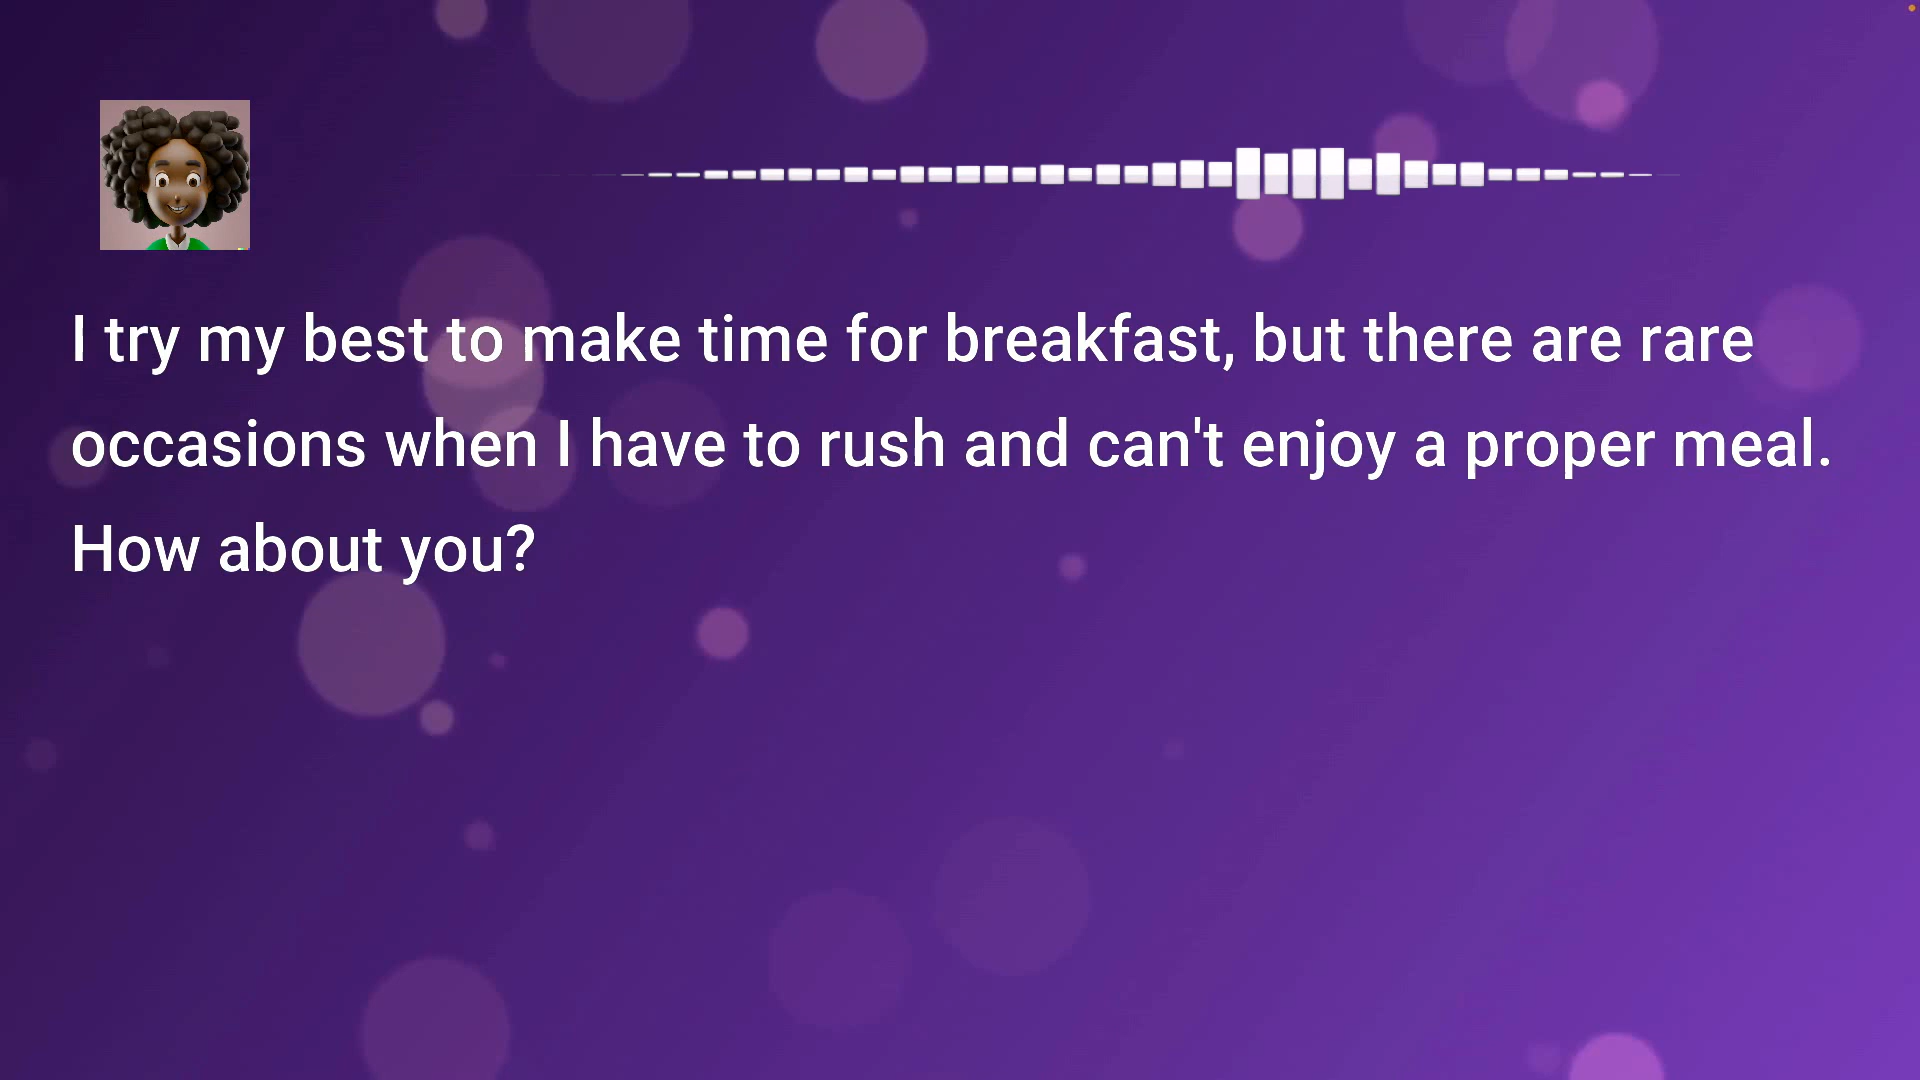 I try my best to make time for breakfast, but there are rare
occasions when I have to rush and can't enjoy a proper meal.
How about you?